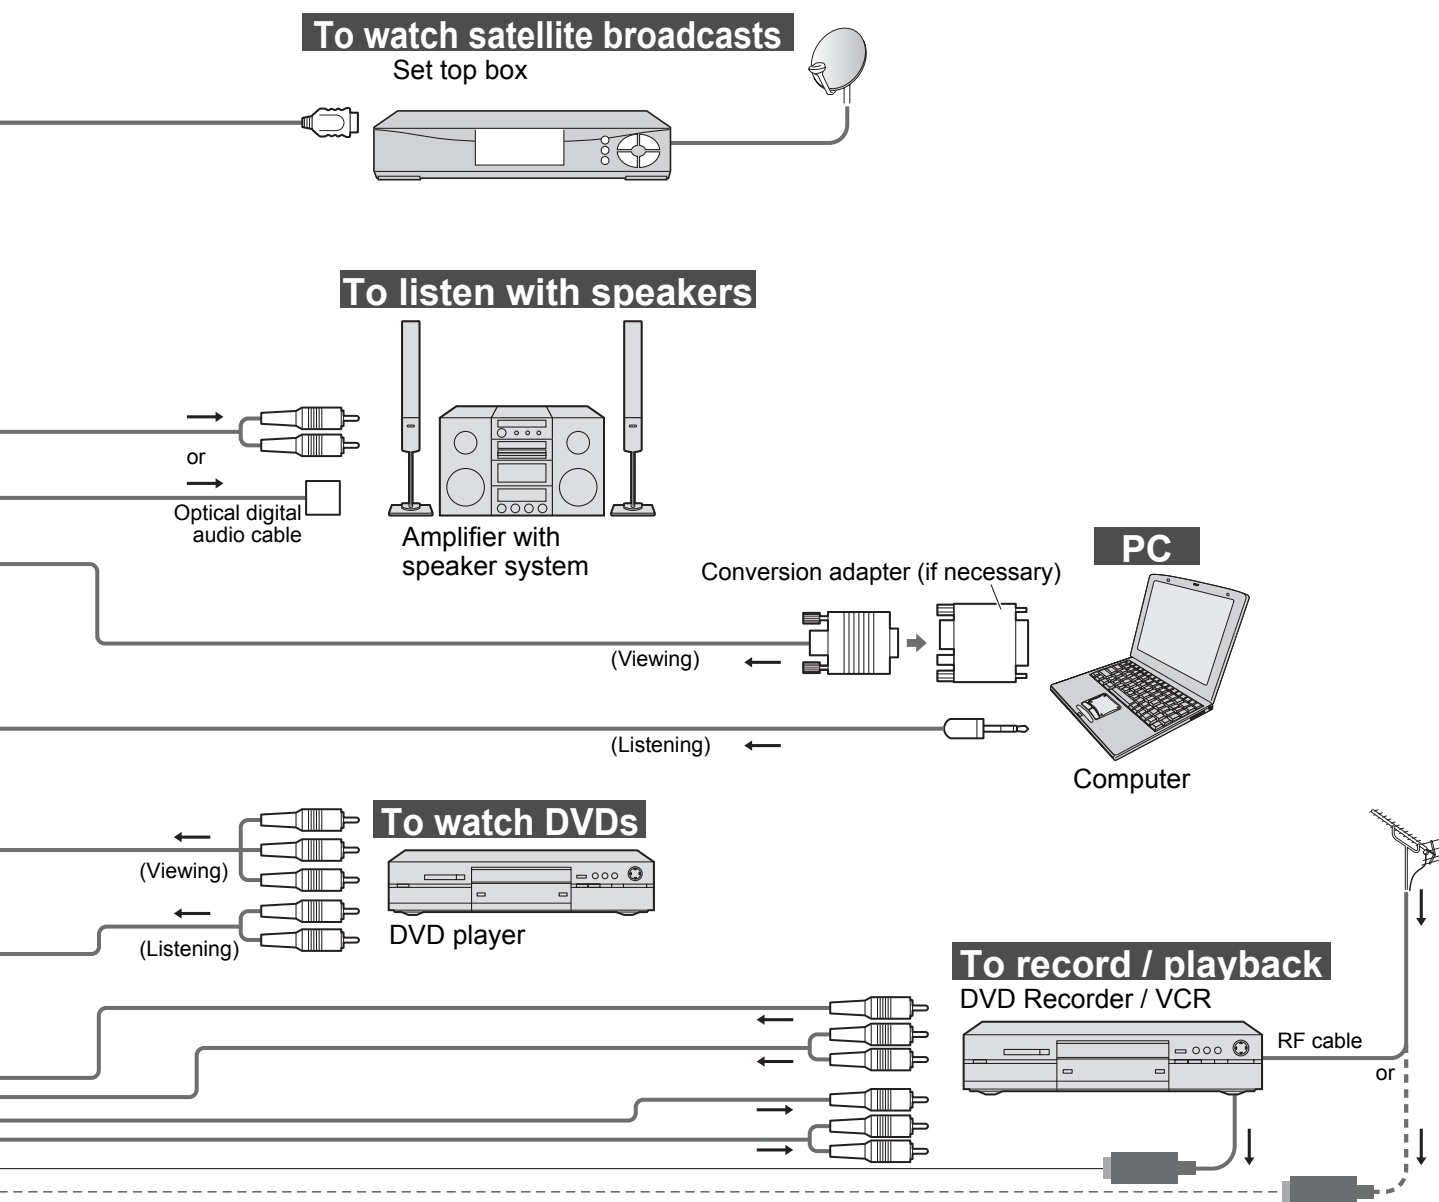 To watch satellite broadcasts
Set top box
To listen with speakers
or
Optical digital
audio cable
Amplifier with
speaker system
PC
Conversion adapter (if necessary)
(Viewing)
(Listening)
Computer
To watch DVDs
(Viewing)
(Listening)
DVD player
To record / playback
DVD Recorder / VCR
RF cable
or